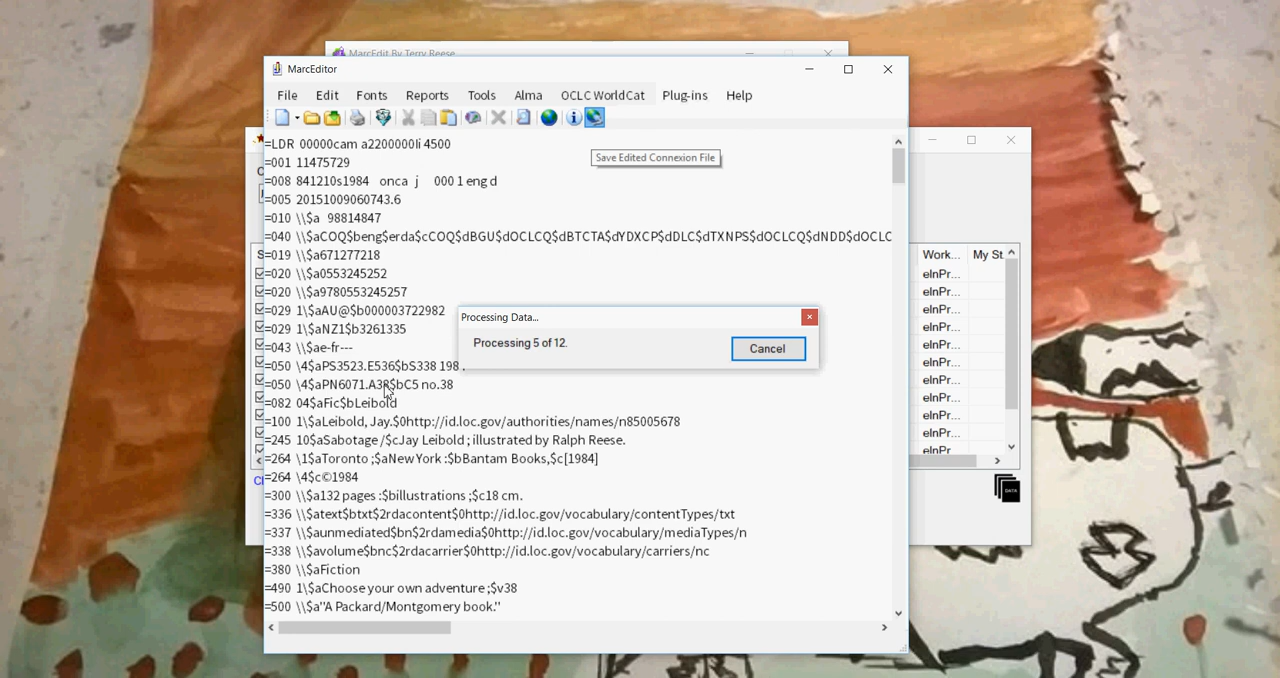 MarcEdit By Terry Reese
MarcEditor
File Edit Fonts Reports Tools Alma OCLC WorldCat Plug-ins Help
Save Edited Connexion File
=LDR 00000cam a2200000Ii 4500
=001 11475729
=008 841210s1984 onca j 000 1 eng d
=005 20151009060743.6
=010 \\$a 98814847
=040 \\$aCOQ$beng$erda$cCOQ$dBGU$dOCLCQ$dBTCTA$dYDXCP$dDLC$dTXNPS$dOCLCQ$dNDD$dOCLC
=019 \\$a671277218
=020 \\$a0553245252
=020 \\$a9780553245257
=029 1\$aAU@$b000003722982
=029 1\$aNZ1$b3261335
=043 \\$ae-fr---
=050 \4$aPS3523.E536$bS338 198
=050 \4$aPN6071.A38$bC5 no.38
=082 04$aFic$bLeibold
=100 1\$aLeibold, Jay.$0http://id.loc.gov/authorities/names/n85005678
=245 10$aSabotage /$cJay Leibold ; illustrated by Ralph Reese.
=264 \1$aToronto ;$aNew York :$bBantam Books,$c[1984]
=264 \4$c©1984
=300 \\$a132 pages :$billustrations ;$c18 cm.
=336 \\$atext$btxt$2rdacontent$0http://id.loc.gov/vocabulary/contentTypes/txt
=337 \\$aunmediated$bn$2rdamedia$0http://id.loc.gov/vocabulary/mediaTypes/n
=338 \\$avolume$bnc$2rdacarrier$0http://id.loc.gov/vocabulary/carriers/nc
=380 \\$aFiction
=490 1\$aChoose your own adventure ;$v38
=500 \\$a"A Packard/Montgomery book."
Processing Data...
Processing 5 of 12.
Cancel
Work... My St
eInPr...
eInPr...
eInPr...
eInPr...
eInPr...
eInPr...
eInPr...
eInPr...
eInPr...
eInPr...
eInPr
DATA